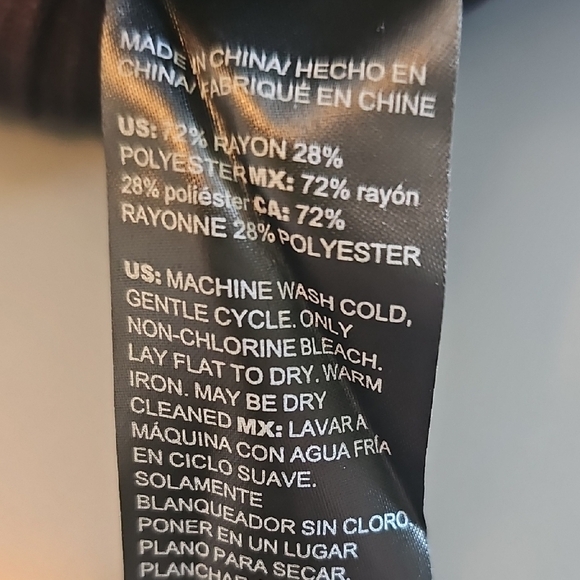 MADE IN CHINA/ HECHO EN
CHINA/ FABRIQUÉ EN CHINE
US: 72% RAYON 28%
POLYESTER MX: 72% rayón
28% poliéster CA: 72%
RAYONNE 28% POLYESTER
US: MACHINE WASH COLD,
GENTLE CYCLE. ONLY
NON-CHLORINE BLEACH.
LAY FLAT TO DRY. WARM
IRON. MAY BE DRY
CLEANED MX: LAVAR A
MÁQUINA CON AGUA FRÍA
EN CICLO SUAVE.
SOLAMENTE
BLANQUEADOR SIN CLORO.
PONER EN UN LUGAR
PLANO PARA SECAR.